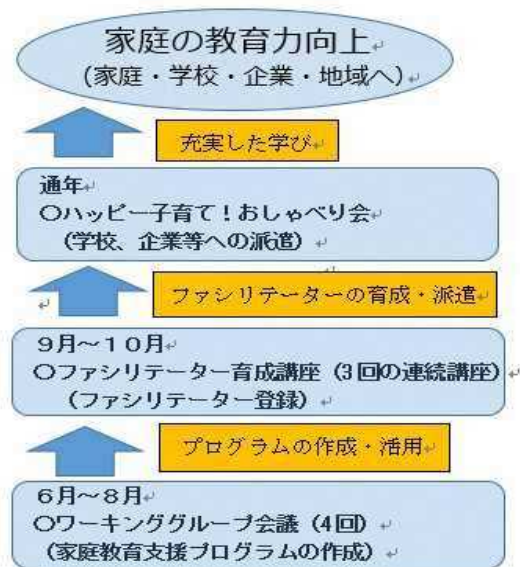 家庭の教育力向上
(家庭・学校・企業・地域へ)
充実した学び
通年
〇ハッピー子育て！おしゃべり会
(学校、企業等への派遣)
ファシリテーターの育成・派遣
9月～10月
〇ファシリテーター育成講座（3回の連続講座）
(ファシリテーター登録)
プログラムの作成・活用
6月～8月
〇ワーキンググループ会議（4回）
(家庭教育支援プログラムの作成)